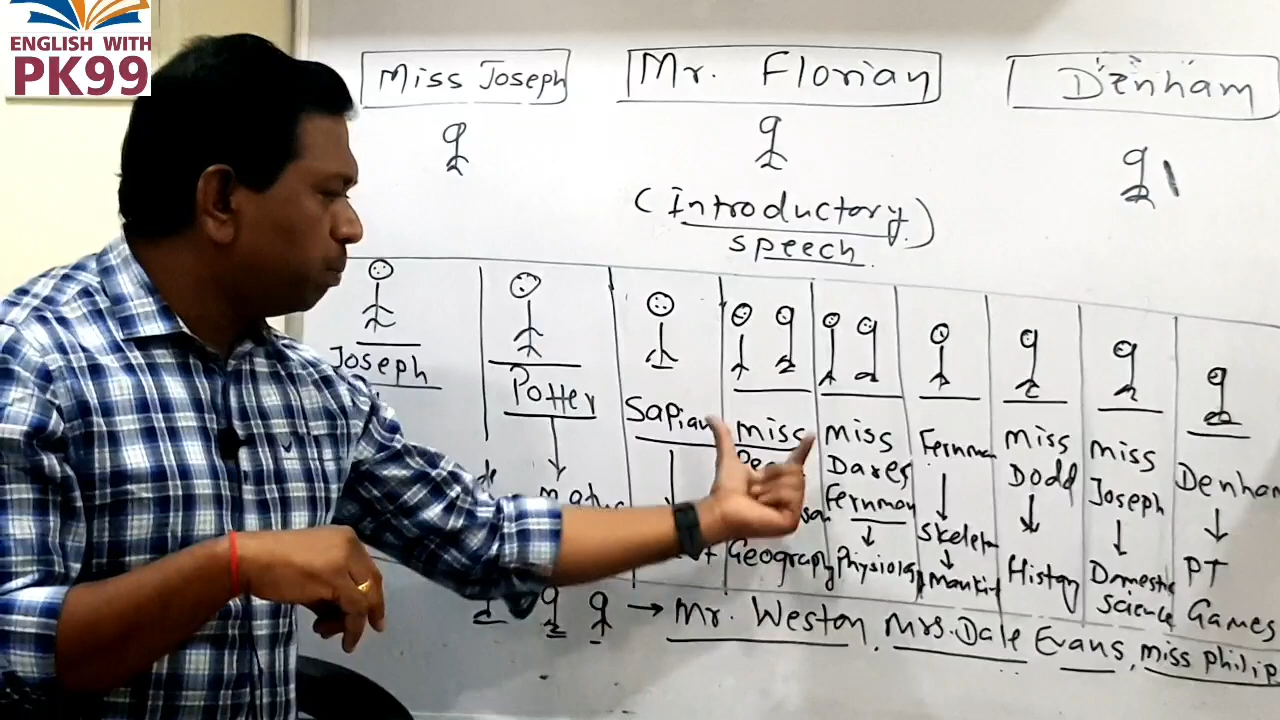 ENGLISH WITH
PK99
Miss Joseph
Mr. Florian
Denham
(Introductory)
speech
Joseph
Potter
Sapian
miss
Geography
Miss
Dares
Fernman
Physiology
Fernman
Skeleton
Mankind
Miss
Dodd
History
Miss
Joseph
Domestic
Science
Denham
PT
Games
Mr. Weston, Mrs. Dale Evans, miss philip